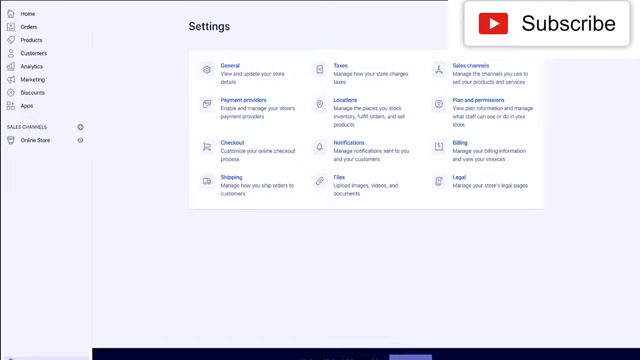 Home
Orders
Products
Customers
Analytics
Marketing
Discounts
Apps
SALES CHANNELS
Online Store
Settings
General
View and update your store
details
Taxes
Manage how your store charges
taxes
Sales channels
Manage the channels you use to
sell your products and services
Payment providers
Enable and manage your store's
payment providers
Locations
Manage the places you stock
inventory, fulfill orders, and sell
products
Plan and permissions
View plan information and manage
what staff can see or do in your
store.
Checkout
Customize your online checkout
process
Notifications
Manage notifications sent to you
and your customers
Billing
Manage your billing information
and view your invoices
Shipping
Manage how you ship orders to
customers
Files
Upload images, videos, and
documents
Legal
Manage your store's legal pages
Subscribe